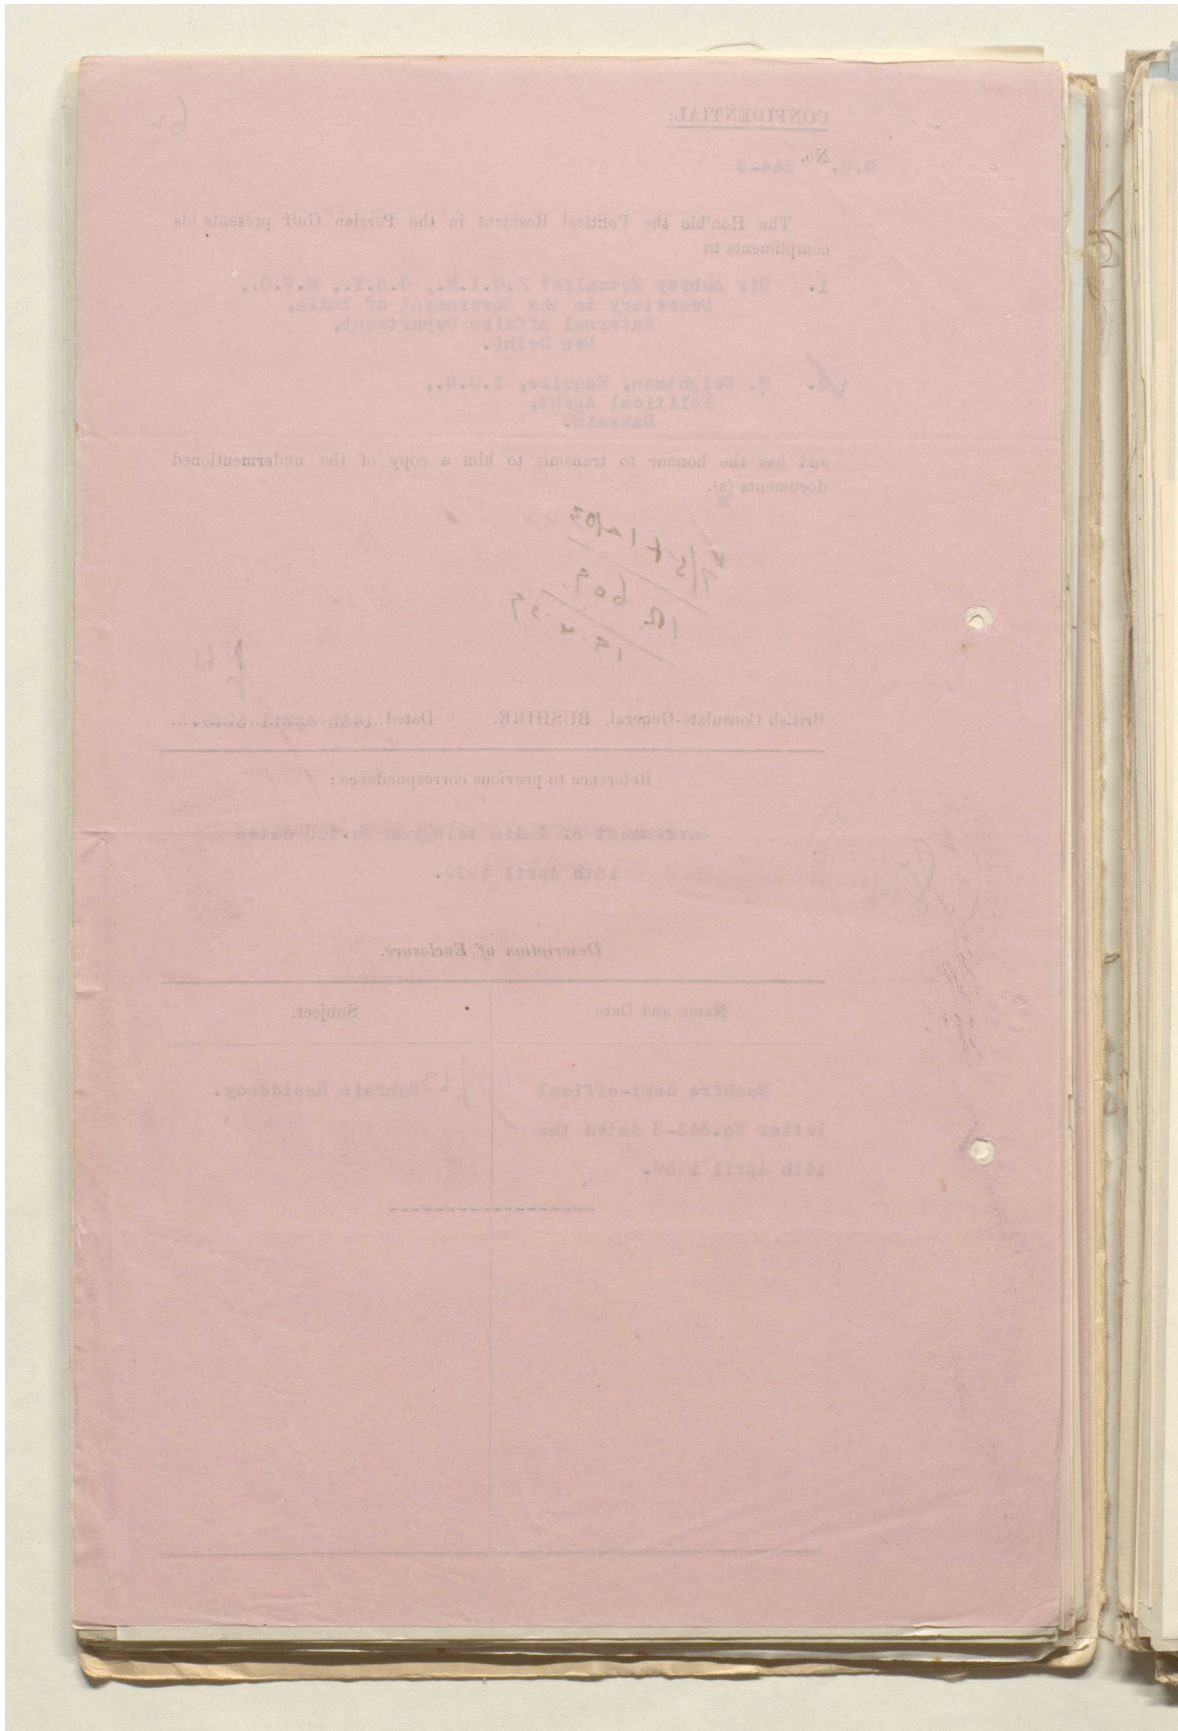 62
CONFIDENTIAL.
No.
D.O. 344-S
The Hon'ble the Political Resident in the Persian Gulf presents his
compliments to
1. Sir Aubrey Metcalfe, K.C.I.E., C.S.I., M.V.O.,
Secretary to the Government of India,
External Affairs Department,
New Delhi.
2. H. Weightman, Esquire, I.C.S.,
Political Agent,
Bahrain.
and has the honour to transmit to him a copy of the undermentioned
documents (s).
British Consulate-General, BUSHIRE. Dated 14th April 1939.
Reference to previous correspondence:
Government of India telegram dated
13th April 1939.
Description of Enclosure.
Name and Date
Subject.
Bushire demi-offical
letter No.343-S dated the
14th April 1939.
Bahrain Residency.